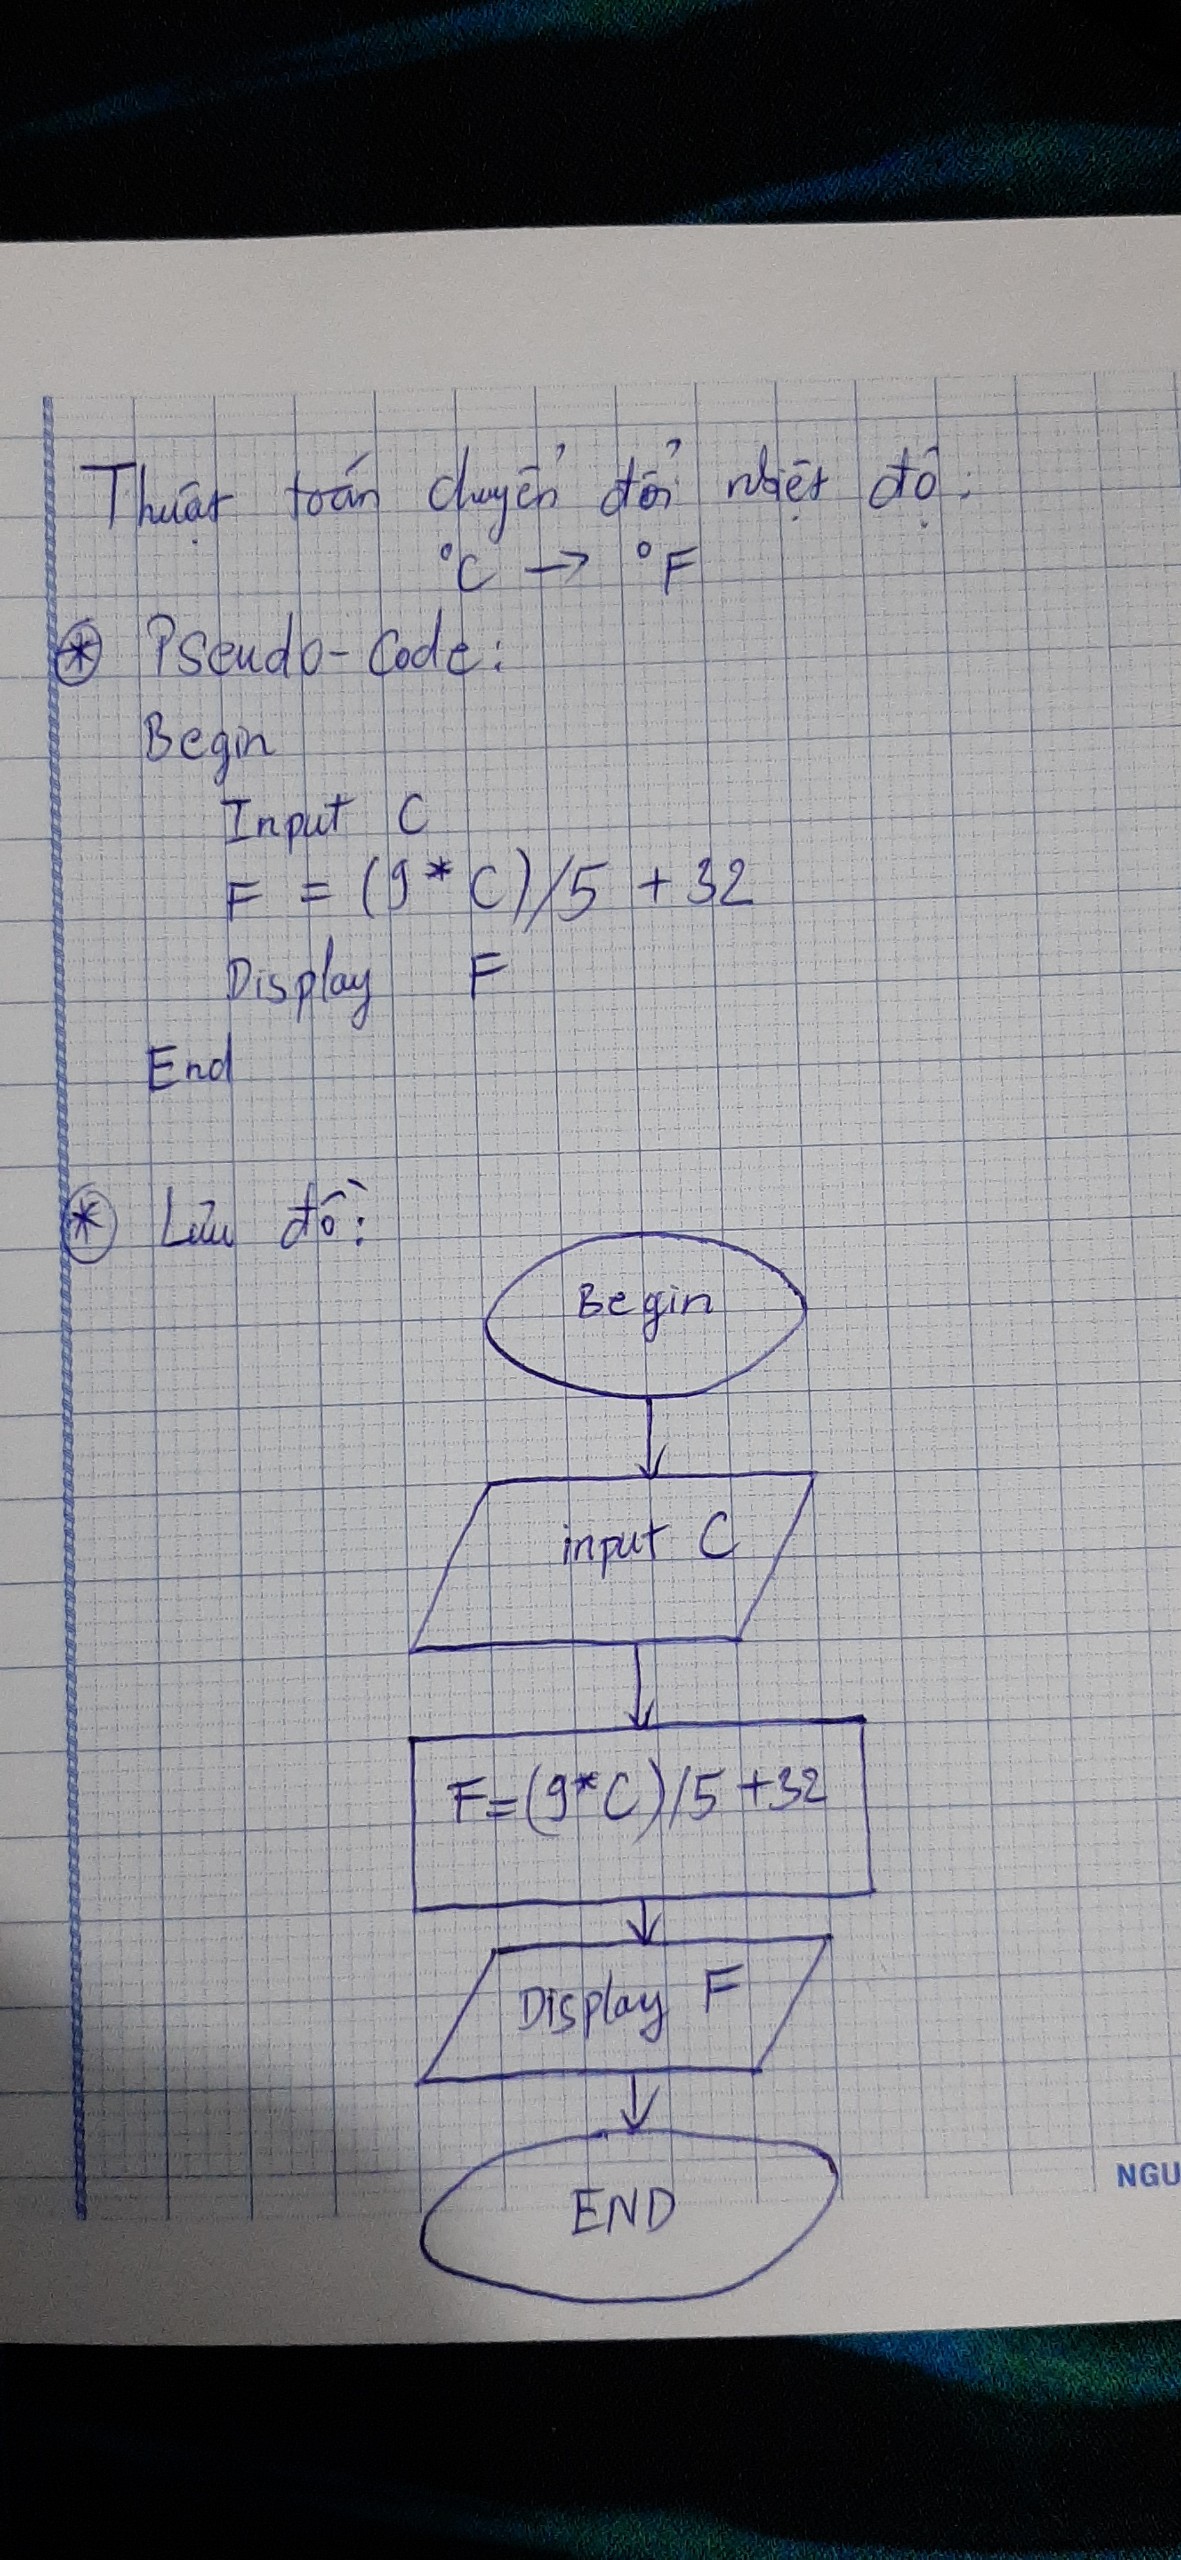 Thuật toán chuyển đổi nhiệt độ:
°C → °F
* Pseudo-Code:
Begin
Input C
F = (9*C)/5 + 32
Display F
End
* Lưu đồ:
Begin
input C
F=(9*C)/5+32
Display F
END
NGU